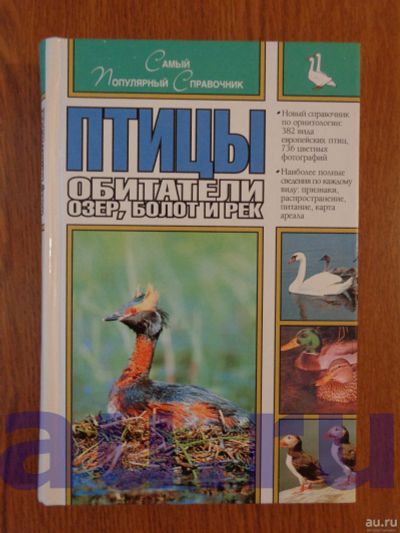 Самый
Популярный Справочник
ПТИЦЫ
ОБИТАТЕЛИ
ОЗЕР, БОЛОТ И РЕК
• Новый справочник
по орнитологии:
382 вида
европейских птиц,
736 цветных
фотографий
• Наиболее полные
сведения по каждому
виду: признаки,
распространение,
питание, карта
ареала
au.ru
au.ru